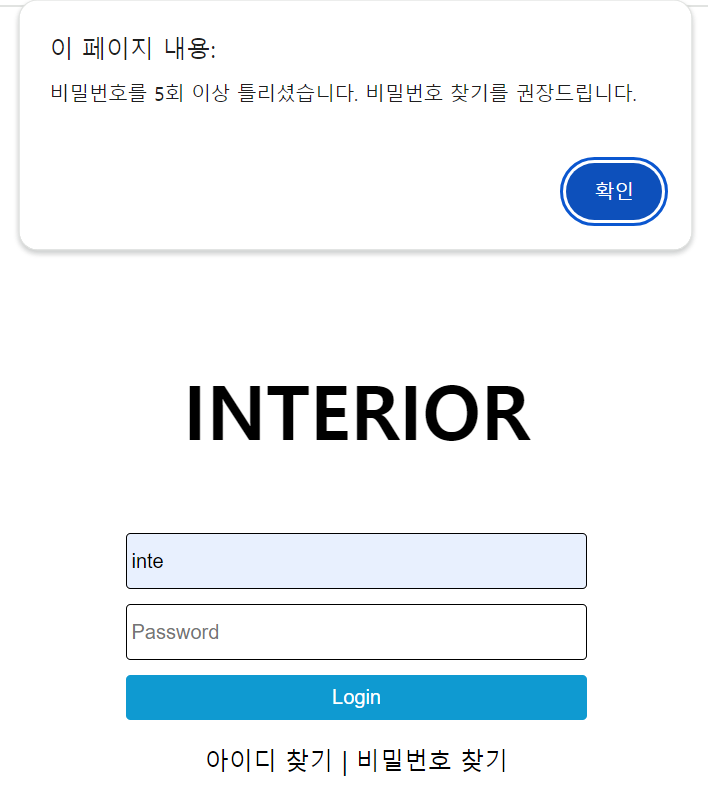 이 페이지 내용:
비밀번호를 5회 이상 틀리셨습니다. 비밀번호 찾기를 권장드립니다.
확인
INTERIOR
inte
Password
Login
아이디 찾기 | 비밀번호 찾기